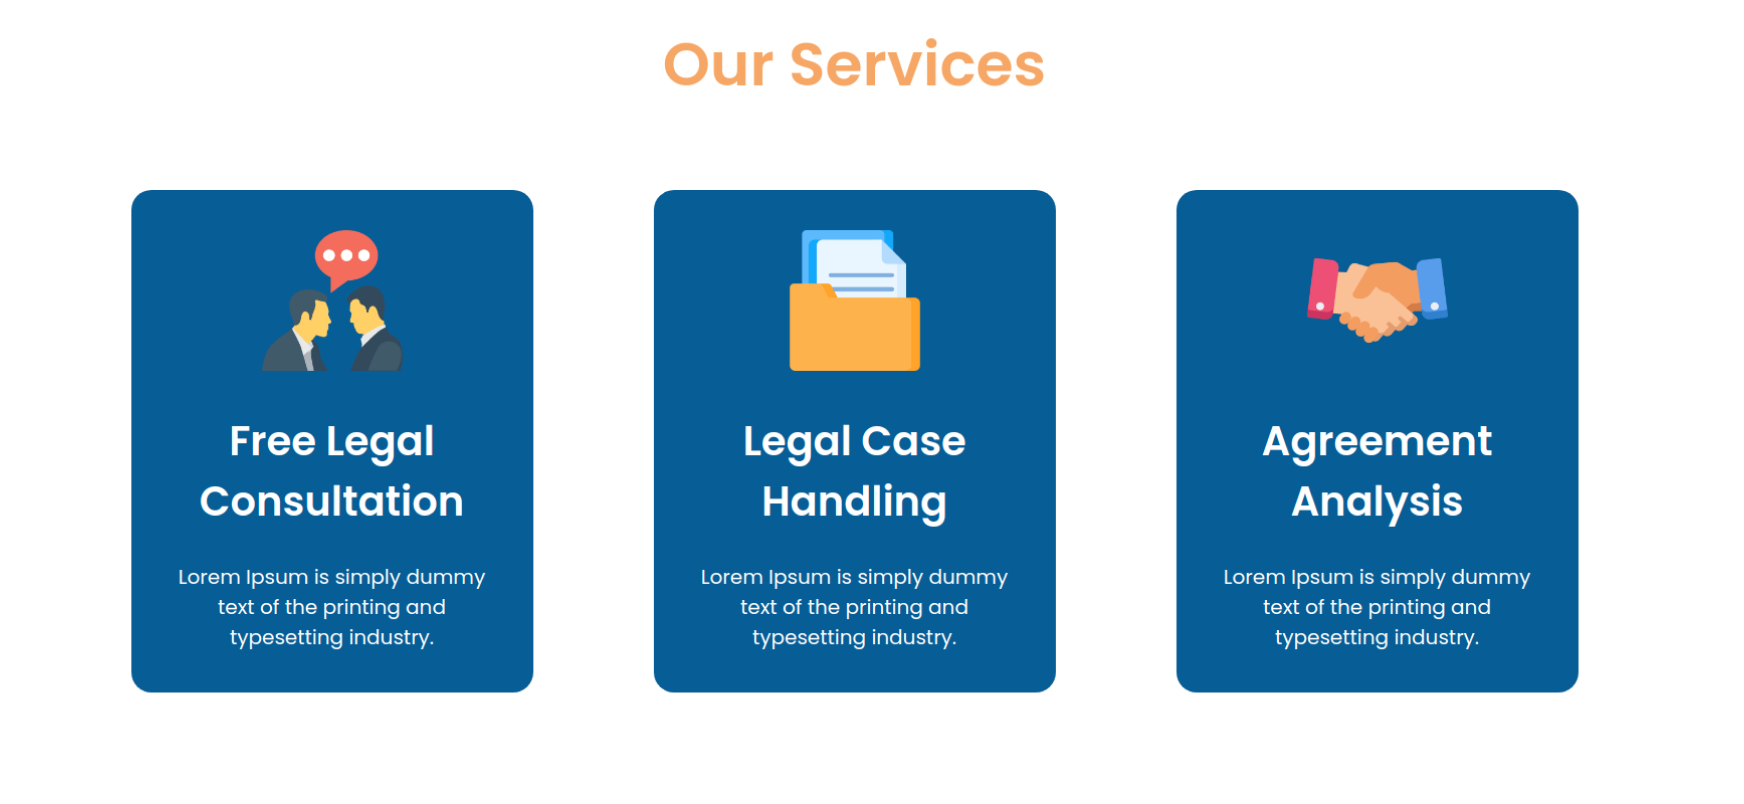 Our Services
Free Legal
Consultation
Lorem Ipsum is simply dummy
text of the printing and
typesetting industry.
Legal Case
Handling
Lorem Ipsum is simply dummy
text of the printing and
typesetting industry.
Agreement
Analysis
Lorem Ipsum is simply dummy
text of the printing and
typesetting industry.